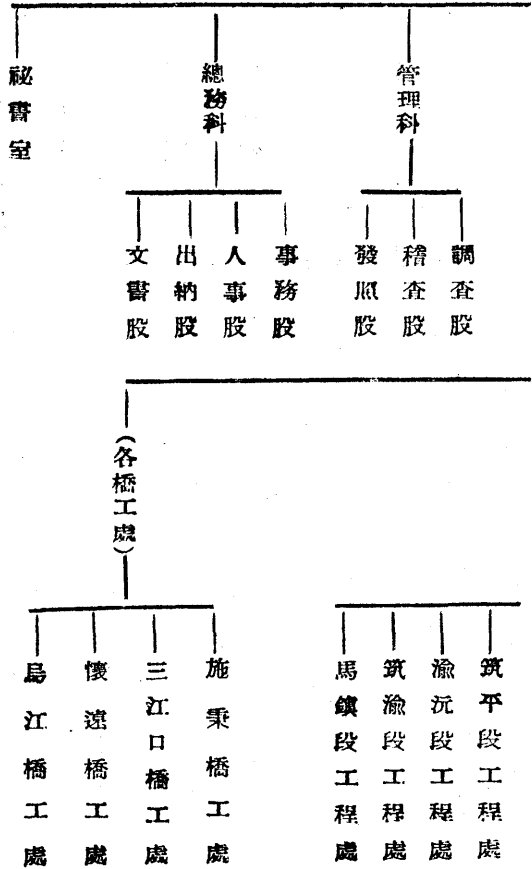 管理科
調查股
稽查股
發照股
總務科
事務股
人事股
出納股
文書股
祕書室
筑平段工程處
渝沅段工程處
筑渝段工程處
馬鎮段工程處
(各橋工處)
施秉橋工處
三江口橋工處
懷遠橋工處
烏江橋工處